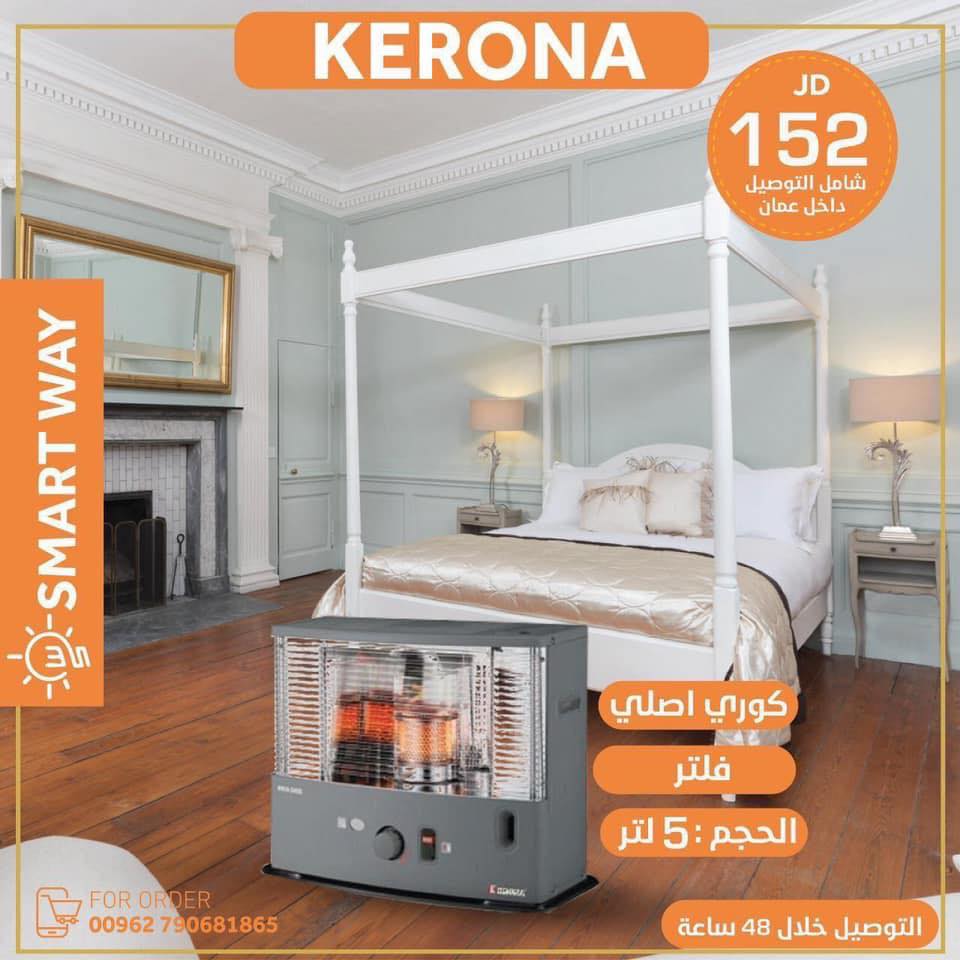 KERONA
JD
152
شامل التوصيل
داخل عمان
SMART WAY
كوري اصلي
فلتر
الحجم : 5 لتر
FOR ORDER
00962 790681865
التوصيل خلال 48 ساعة